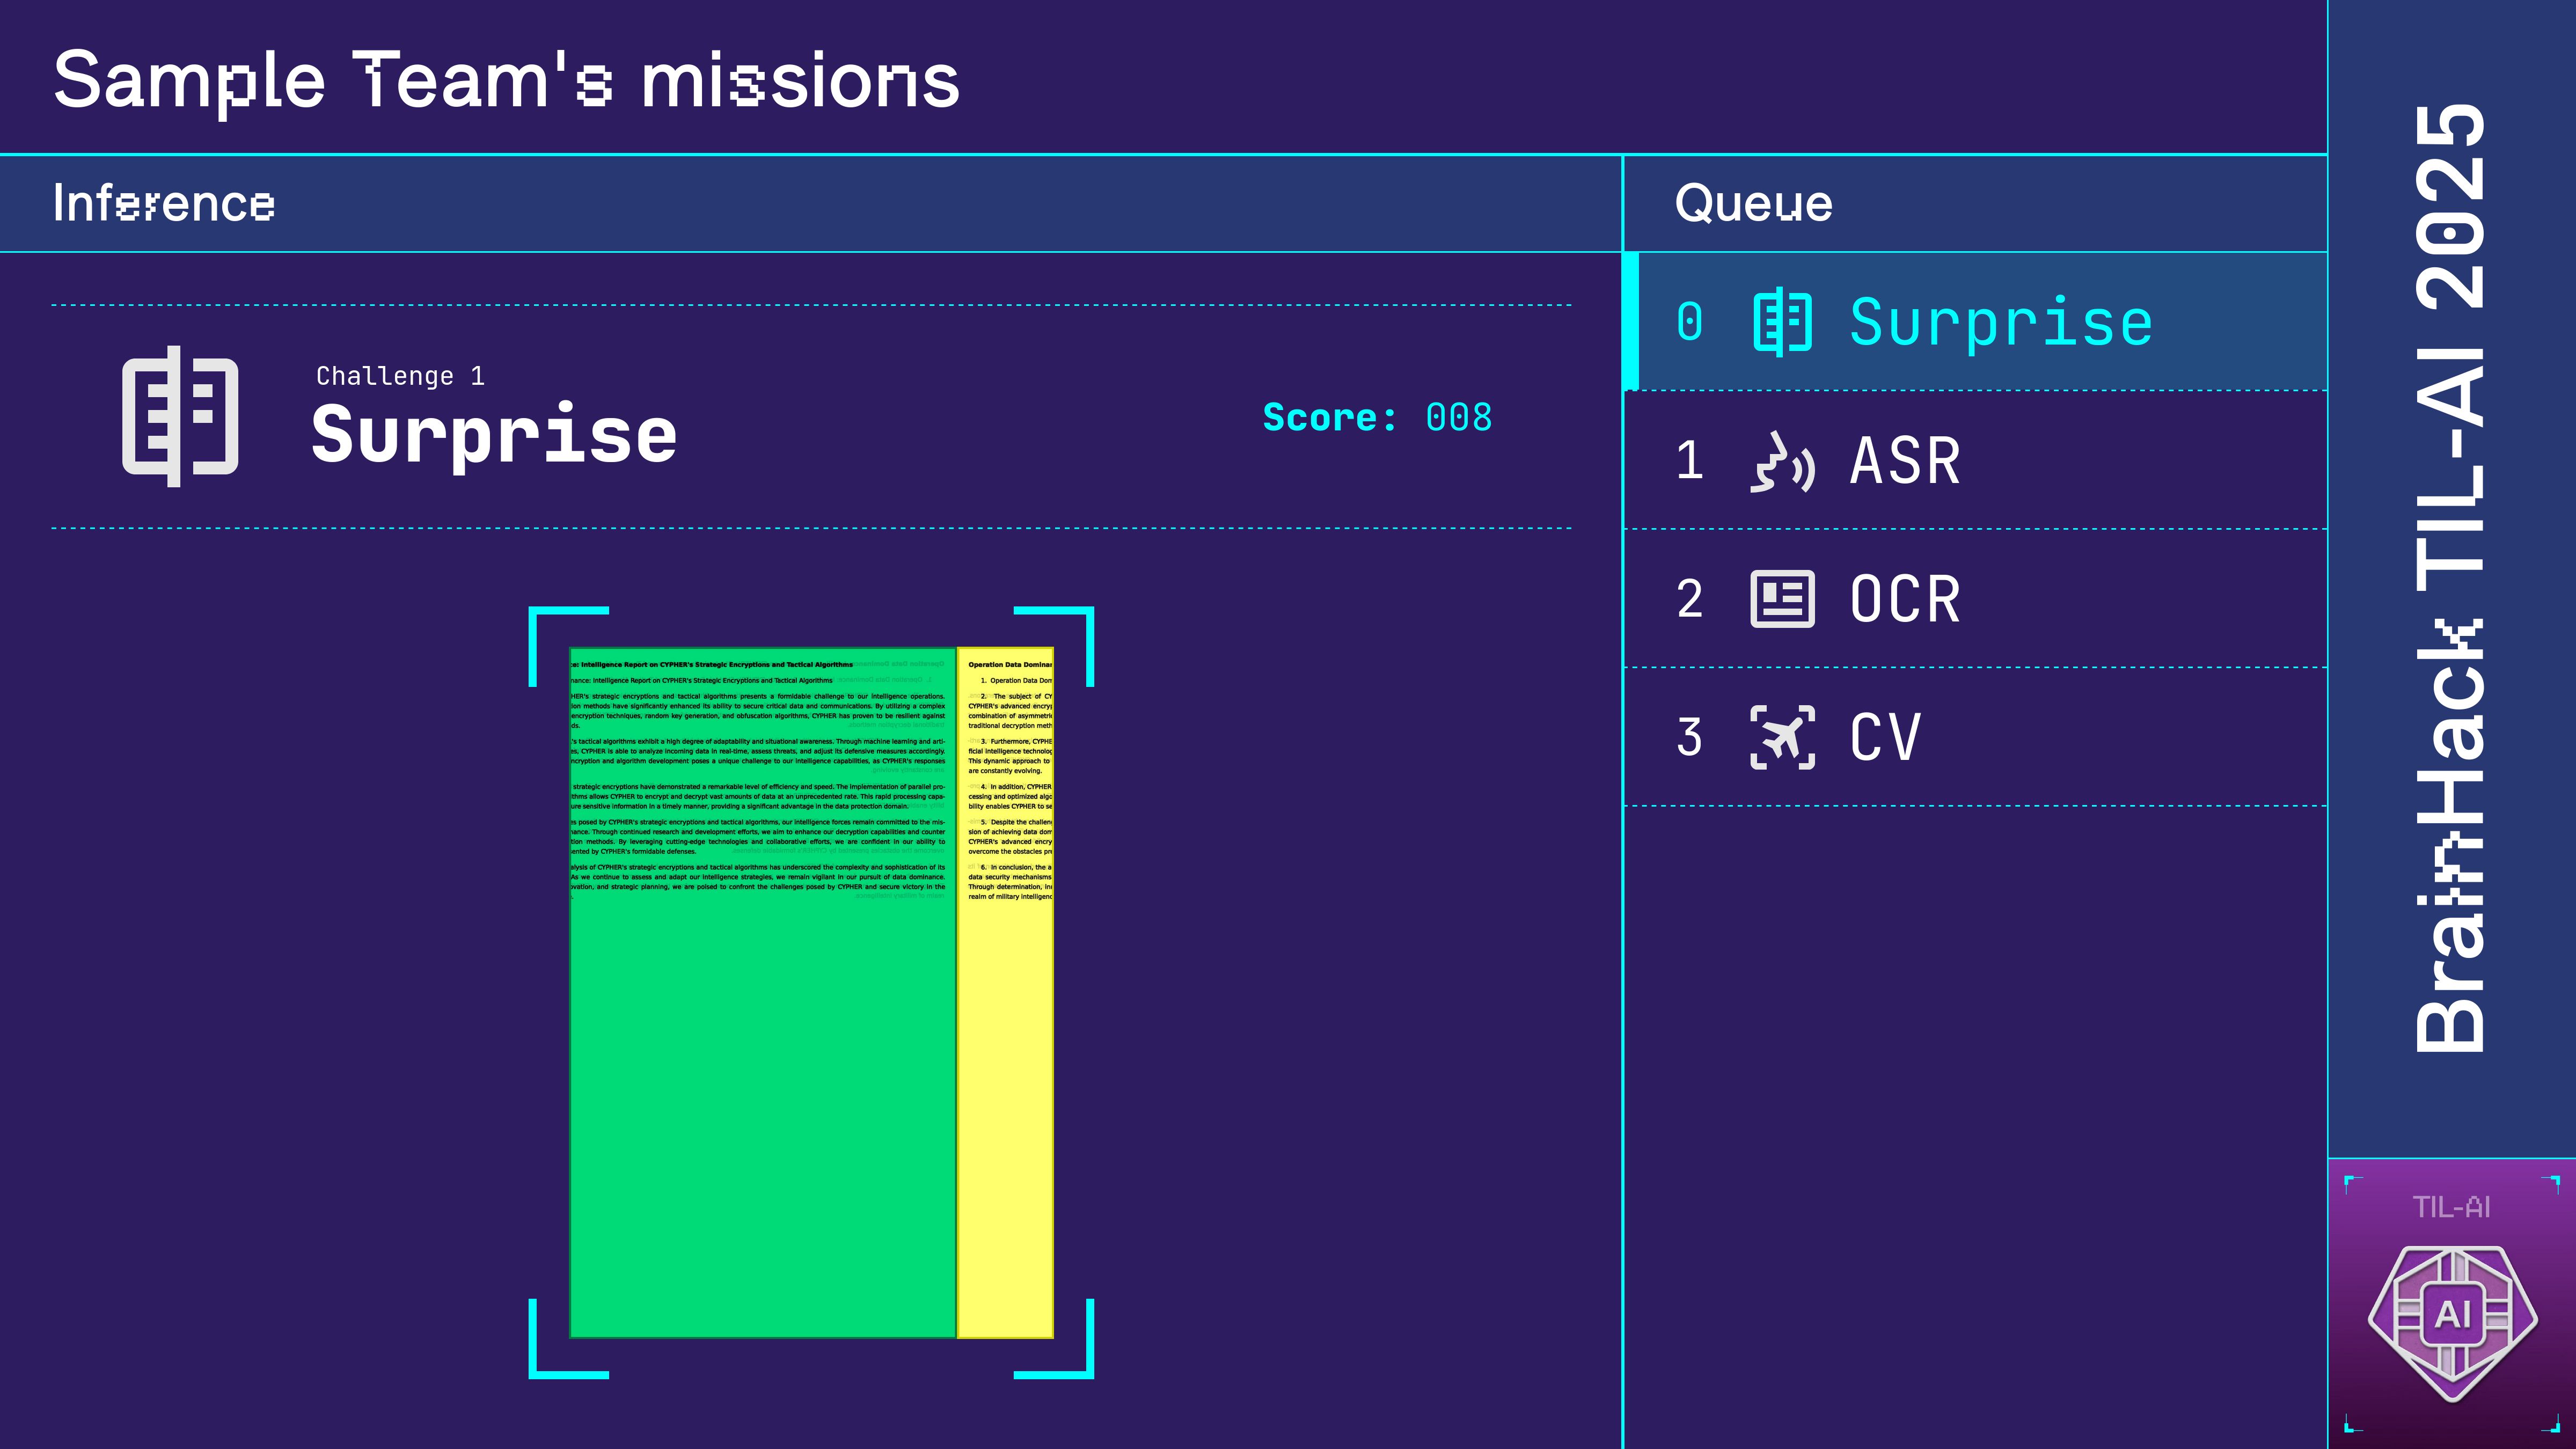 Sample Team's missions
Inference
Challenge 1
Surprise
Score: 008
e: Intelligence Report on CYPHER's Strategic Encryptions and Tactical Algorithms
nance: Intelligence Report on CYPHER's Strategic Encryptions and Tactical Algorithms
HER's strategic encryptions and tactical algorithms presents a formidable challenge to our intelligence operations.
ion methods have significantly enhanced its ability to secure critical data and communications. By utilizing a complex
encryption techniques, random key generation, and obfuscation algorithms, CYPHER has proven to be resilient against
ds.
's tactical algorithms exhibit a high degree of adaptability and situational awareness. Through machine learning and arti-
es, CYPHER is able to analyze incoming data in real-time, assess threats, and adjust its defensive measures accordingly.
ncryption and algorithm development poses a unique challenge to our intelligence capabilities, as CYPHER's responses
strategic encryptions have demonstrated a remarkable level of efficiency and speed. The implementation of parallel pro-
ithms allows CYPHER to encrypt and decrypt vast amounts of data at an unprecedented rate. This rapid processing capa-
ure sensitive information in a timely manner, providing a significant advantage in the data protection domain.
s posed by CYPHER's strategic encryptions and tactical algorithms, our intelligence forces remain committed to the mis-
nance. Through continued research and development efforts, we aim to enhance our decryption capabilities and counter
tion methods. By leveraging cutting-edge technologies and collaborative efforts, we are confident in our ability to
sented by CYPHER's formidable defenses.
alysis of CYPHER's strategic encryptions and tactical algorithms has underscored the complexity and sophistication of its
As we continue to assess and adapt our intelligence strategies, we remain vigilant in our pursuit of data dominance.
ovation, and strategic planning, we are poised to confront the challenges posed by CYPHER and secure victory in the
Operation Data Dominan
1. Operation Data Dom
2. The subject of CY
CYPHER's advanced encryp
combination of asymmetric
traditional decryption meth
3. Furthermore, CYPHE
ficial intelligence technolog
This dynamic approach to
are constantly evolving.
4. In addition, CYPHER
cessing and optimized algo
bility enables CYPHER to se
5. Despite the challen
sion of achieving data dom
CYPHER's advanced encry
overcome the obstacles pr
6. In conclusion, the a
data security mechanisms
Through determination, in
realm of military intelligenc
Queue
0 Surprise
1 ASR
2 OCR
3 CV
BrainHack TIL-AI 2025
TIL-AI
AI